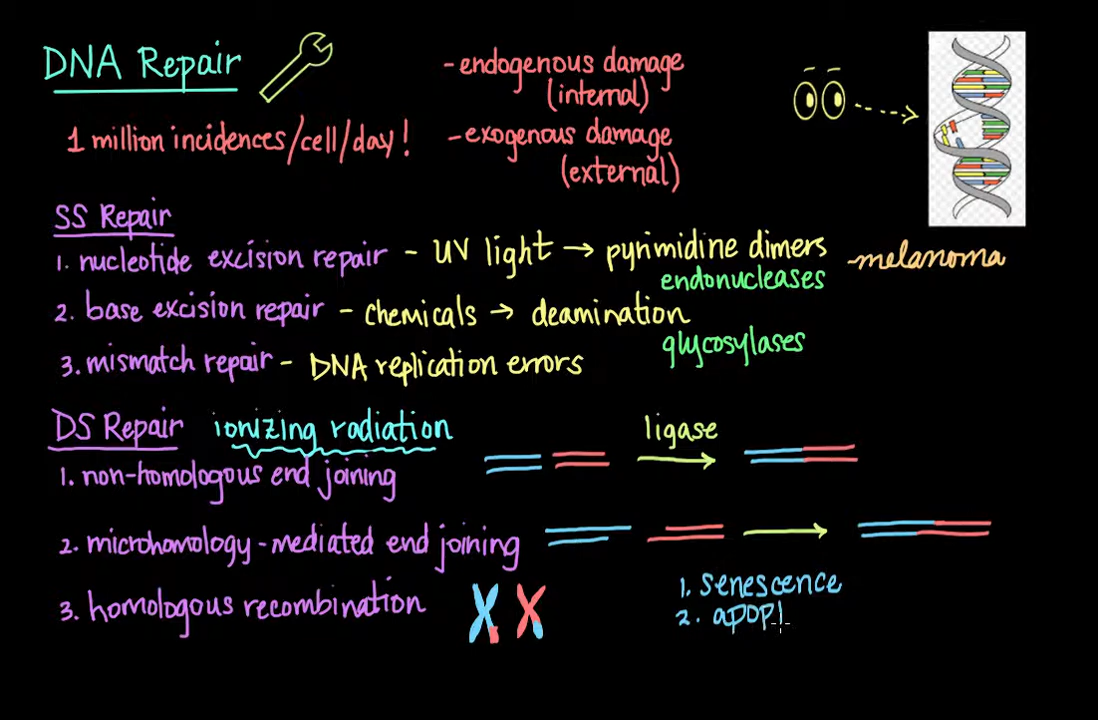 DNA Repair
1 million incidences/cell/day!
- endogenous damage
(internal)
- exogenous damage
(external)
SS Repair
1. nucleotide excision repair - UV light → pyrimidine dimers - melanoma
endonucleases
2. base excision repair - chemicals → deamination
glycosylases
3. mismatch repair - DNA replication errors
DS Repair ionizing radiation
1. non-homologous end joining
ligase
2. microhomology-mediated end joining
3. homologous recombination
1. senescence
2. apop